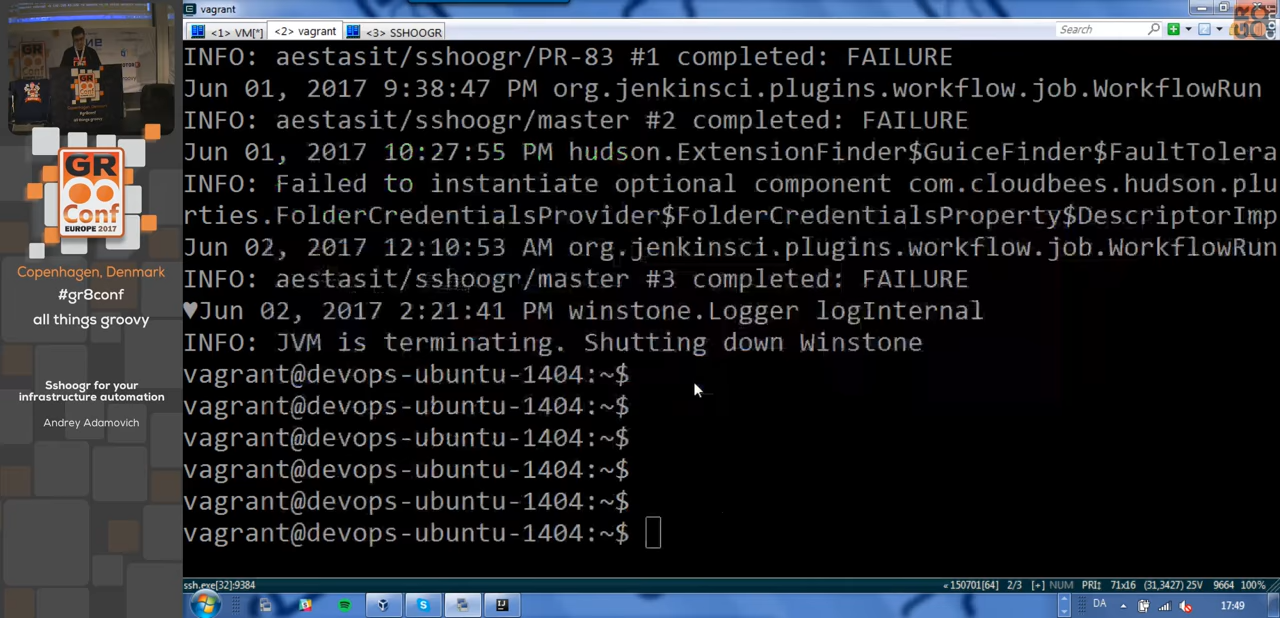 vagrant
<1> VM[*]
<2> vagrant
<3> SSHOOGR
Search
INFO: aestasit/sshoogr/PR-83 #1 completed: FAILURE
Jun 01, 2017 9:38:47 PM org.jenkinsci.plugins.workflow.job.WorkflowRun
INFO: aestasit/sshoogr/master #2 completed: FAILURE
Jun 01, 2017 10:27:55 PM hudson.ExtensionFinder$GuiceFinder$FaultTolera
INFO: Failed to instantiate optional component com.cloudbees.hudson.plu
rties.FolderCredentialsProvider$FolderCredentialsProperty$DescriptorImp
Jun 02, 2017 12:10:53 AM org.jenkinsci.plugins.workflow.job.WorkflowRun
INFO: aestasit/sshoogr/master #3 completed: FAILURE
♥Jun 02, 2017 2:21:41 PM winstone.Logger logInternal
INFO: JVM is terminating. Shutting down Winstone
vagrant@devops-ubuntu-1404:~$
vagrant@devops-ubuntu-1404:~$
vagrant@devops-ubuntu-1404:~$
vagrant@devops-ubuntu-1404:~$
vagrant@devops-ubuntu-1404:~$
vagrant@devops-ubuntu-1404:~$
ssh.exe[32]:9384
«150701[64] 2/3 [+] NUM PRI↕ 71x16 (31,3427) 25V 9664 100%
DA
17:49
GR
Conf
EUROPE 2017
Copenhagen, Denmark
#gr8conf
all things groovy
Sshoogr for your
infrastructure automation
Andrey Adamovich